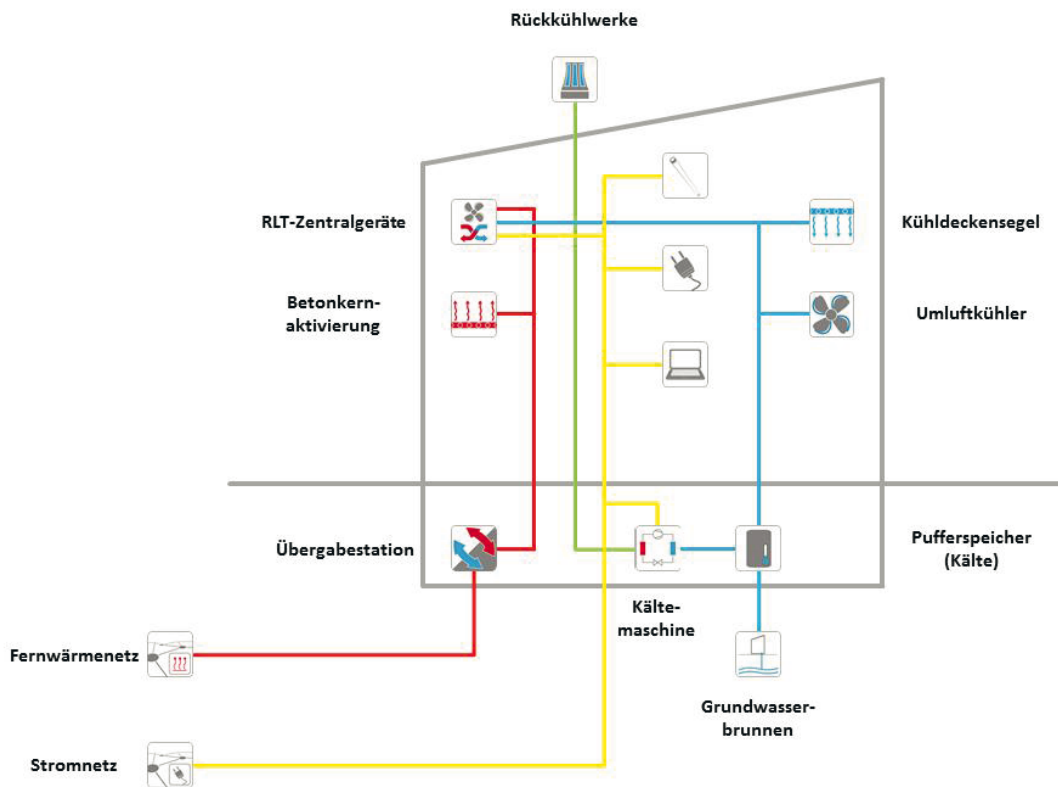 Rückkühlwerke
RLT-Zentralgeräte
Kühldeckensegel
Betonkern-
aktivierung
Umluftkühler
Übergabestation
Pufferspeicher
(Kälte)
Kälte-
maschine
Fernwärmenetz
Grundwasser-
brunnen
Stromnetz